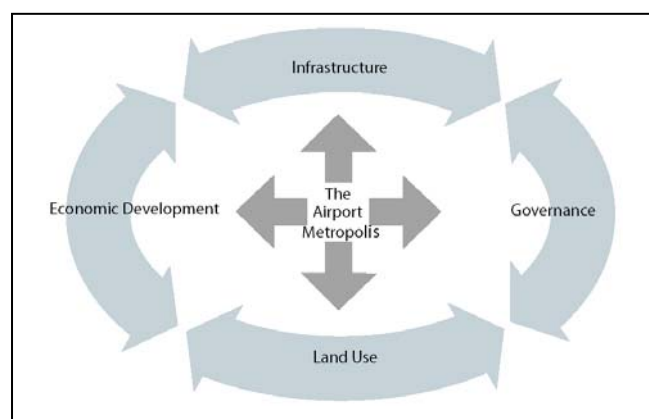 Infrastructure
Economic Development
The
Airport
Metropolis
Governance
Land Use